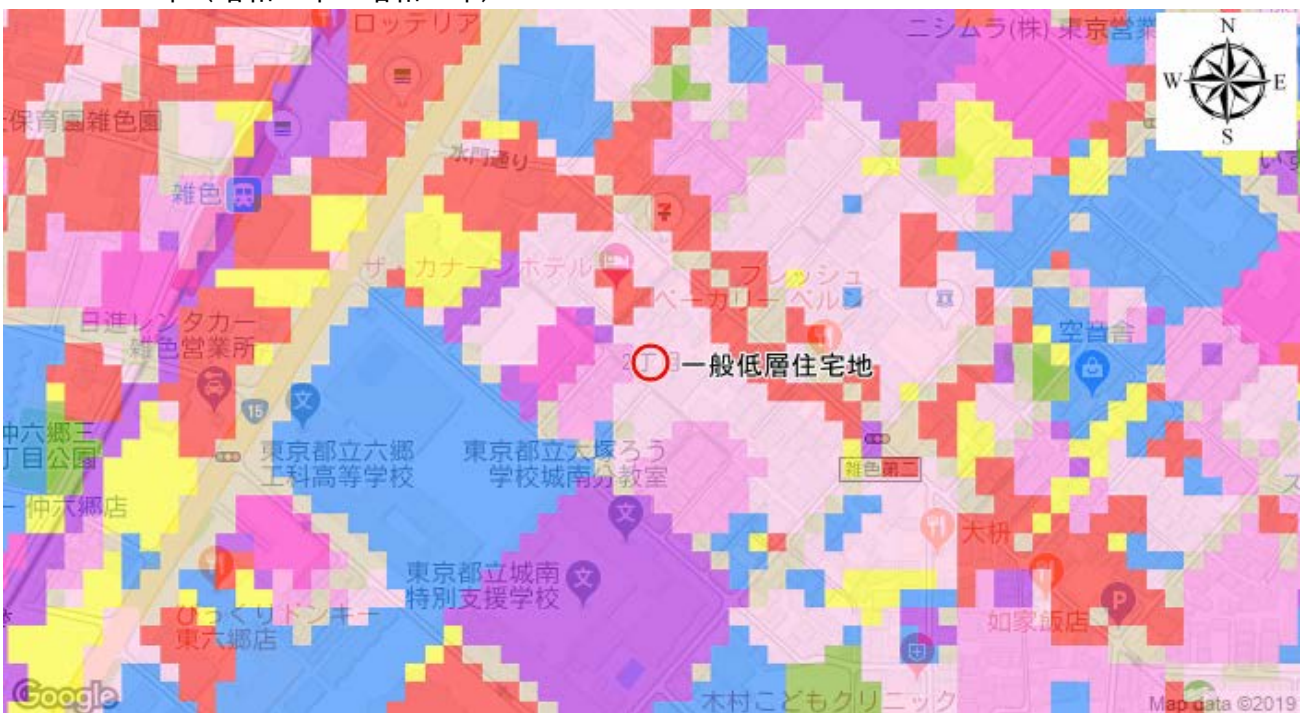 ロッテリア
ニシムラ(株) 東京営業
N
W
E
S
保育園雑色園
水門通り
雑色
ザ・カナーンホテル
フレッシュ
ベーカリー ベルン
日進レンタカー
雑色営業所
空音舎
2丁目
一般低層住宅地
15
仲六郷三
丁目公園
東京都立六郷
工科高等学校
東京都立大塚ろう
学校城南分教室
雑色第二
仲六郷店
大枡
東京都立城南
特別支援学校
びっくりドンキー
東六郷店
如家飯店
P
木村こどもクリニック
Google
Map data ©2019